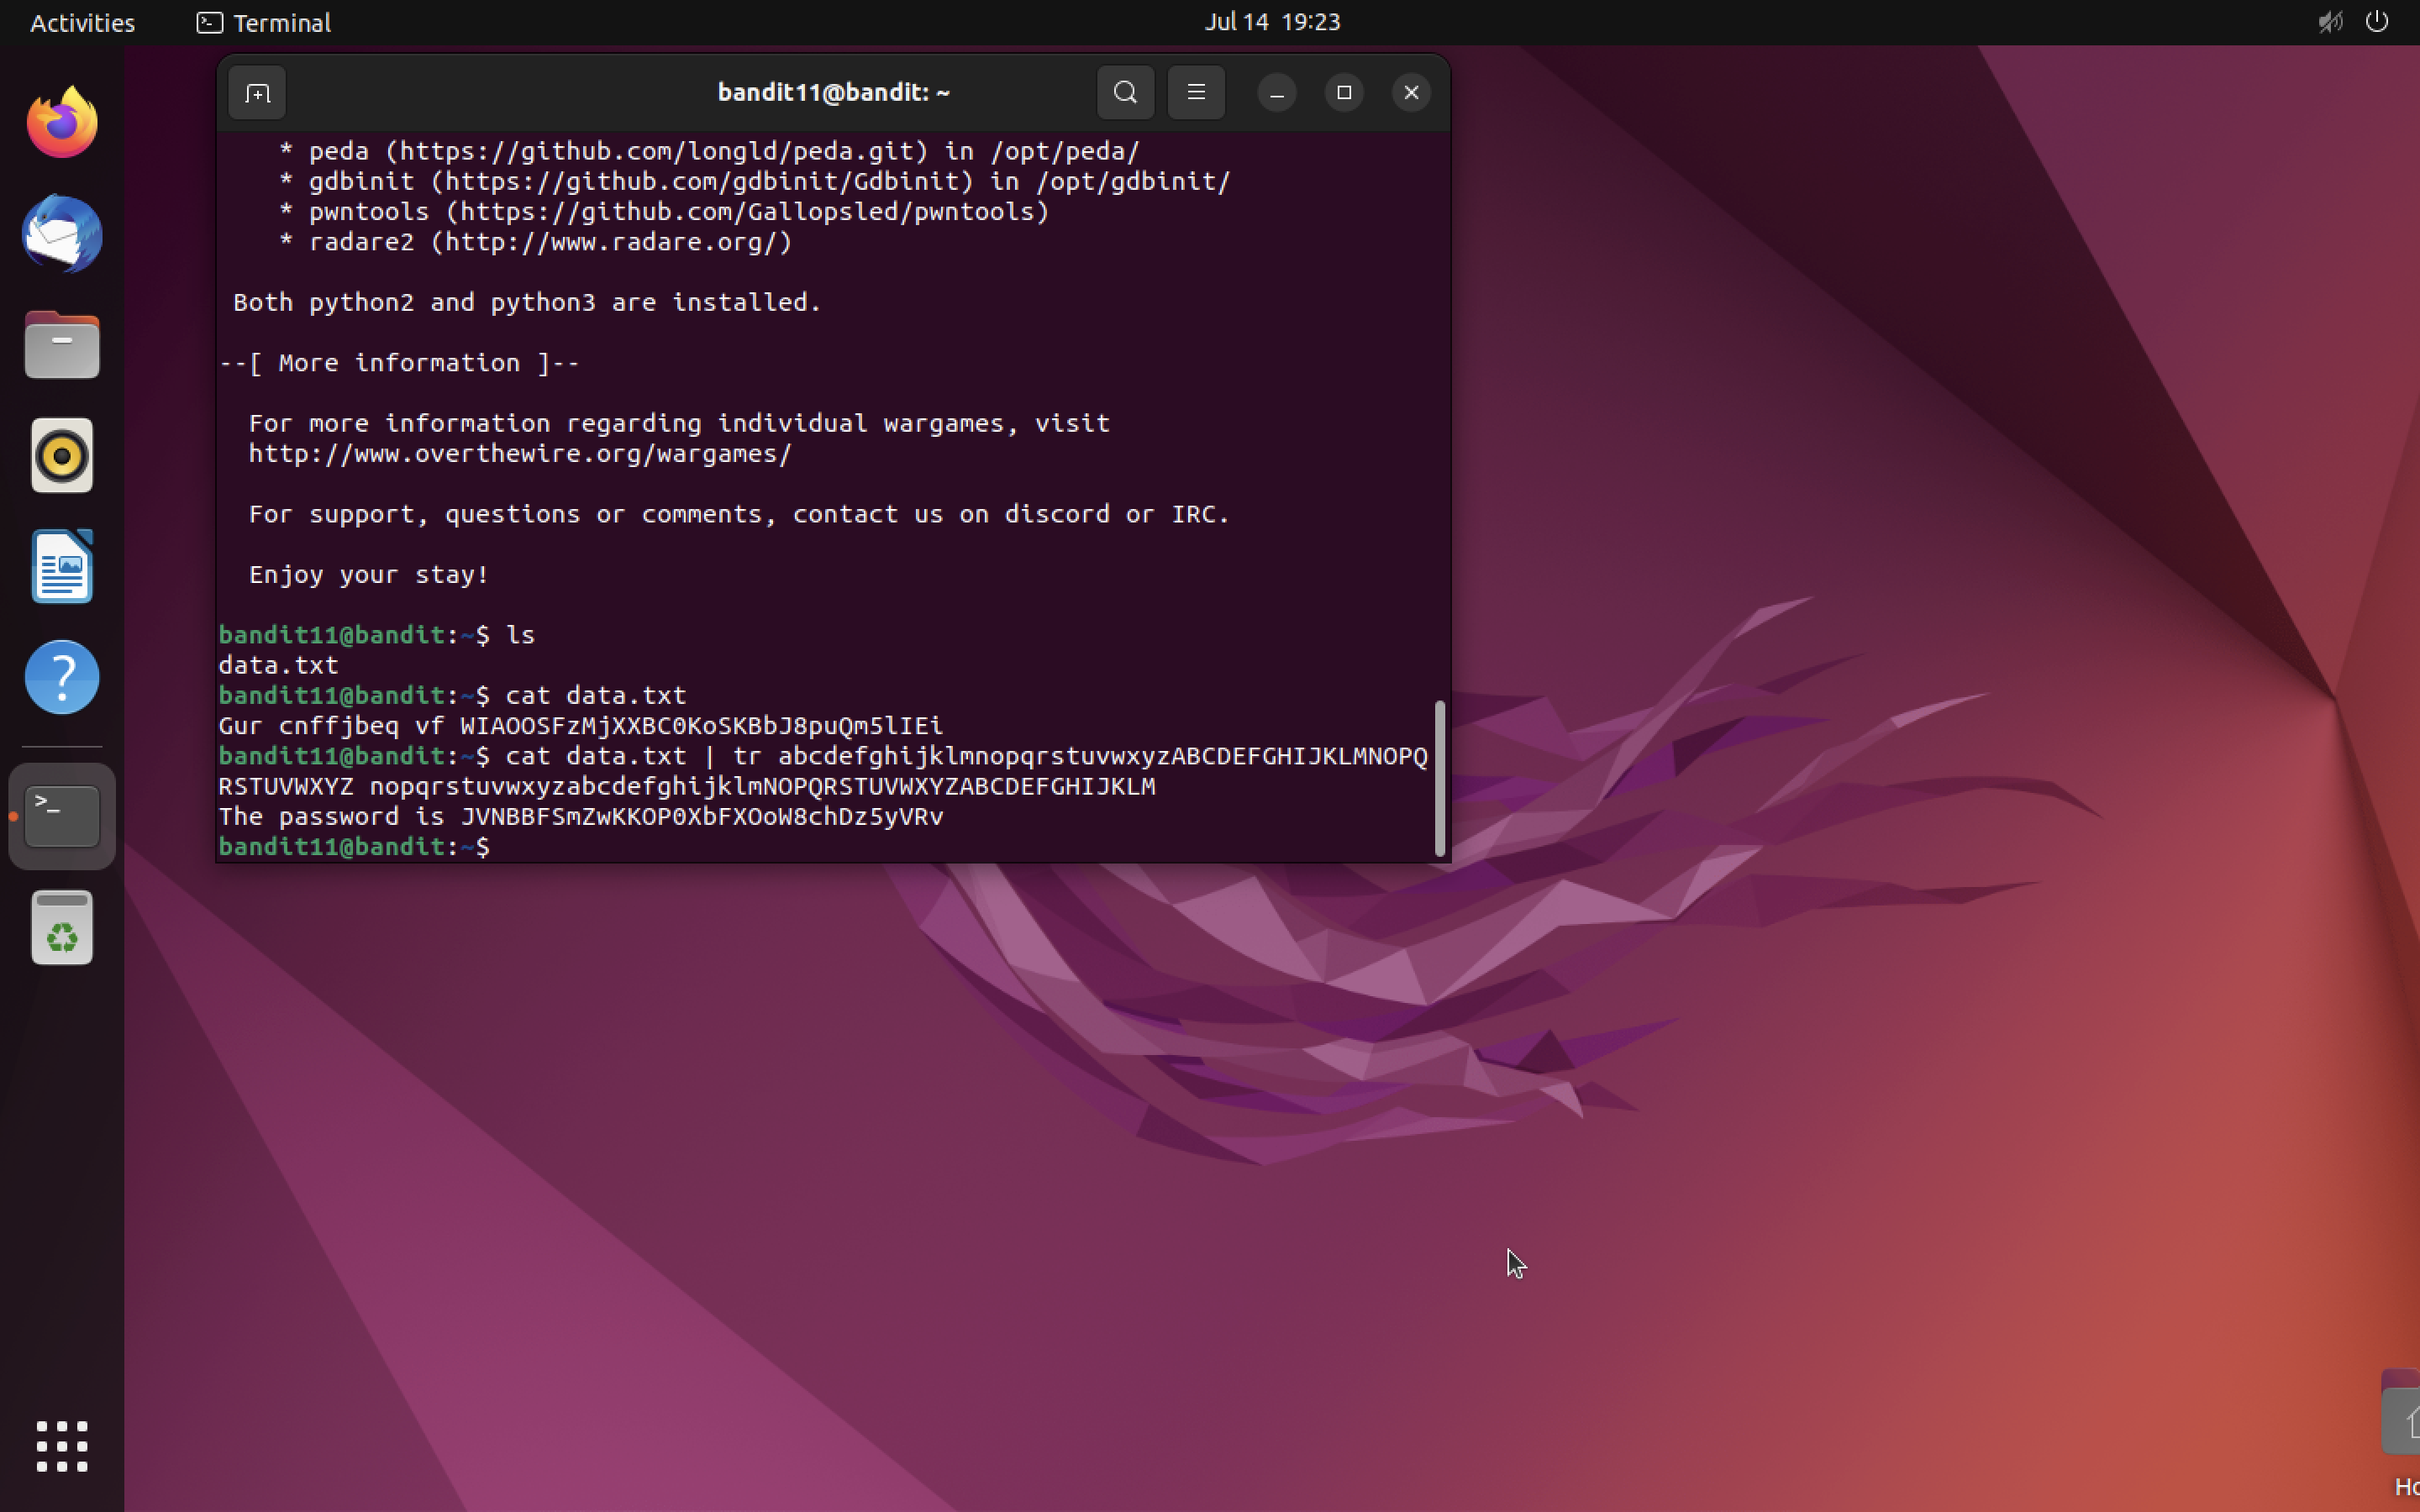 Activities Terminal Jul 14 19:23
bandit11@bandit: ~
* peda (https://github.com/longld/peda.git) in /opt/peda/
* gdbinit (https://github.com/gdbinit/Gdbinit) in /opt/gdbinit/
* pwntools (https://github.com/Gallopsled/pwntools)
* radare2 (http://www.radare.org/)
Both python2 and python3 are installed.
--[ More information ]--
For more information regarding individual wargames, visit
http://www.overthewire.org/wargames/
For support, questions or comments, contact us on discord or IRC.
Enjoy your stay!
bandit11@bandit:~$ ls
data.txt
bandit11@bandit:~$ cat data.txt
Gur cnffjbeq vf WIAOOSFzMjXXBC0KoSKBbJ8puQm5lIEi
bandit11@bandit:~$ cat data.txt | tr abcdefghijklmnopqrstuvwxyzABCDEFGHIJKLMNOPQ
RSTUVWXYZ nopqrstuvwxyzabcdefghijklmNOPQRSTUVWXYZABCDEFGHIJKLM
The password is JVNBBFSmZwKKOP0XbFXOoW8chDz5yVRv
bandit11@bandit:~$